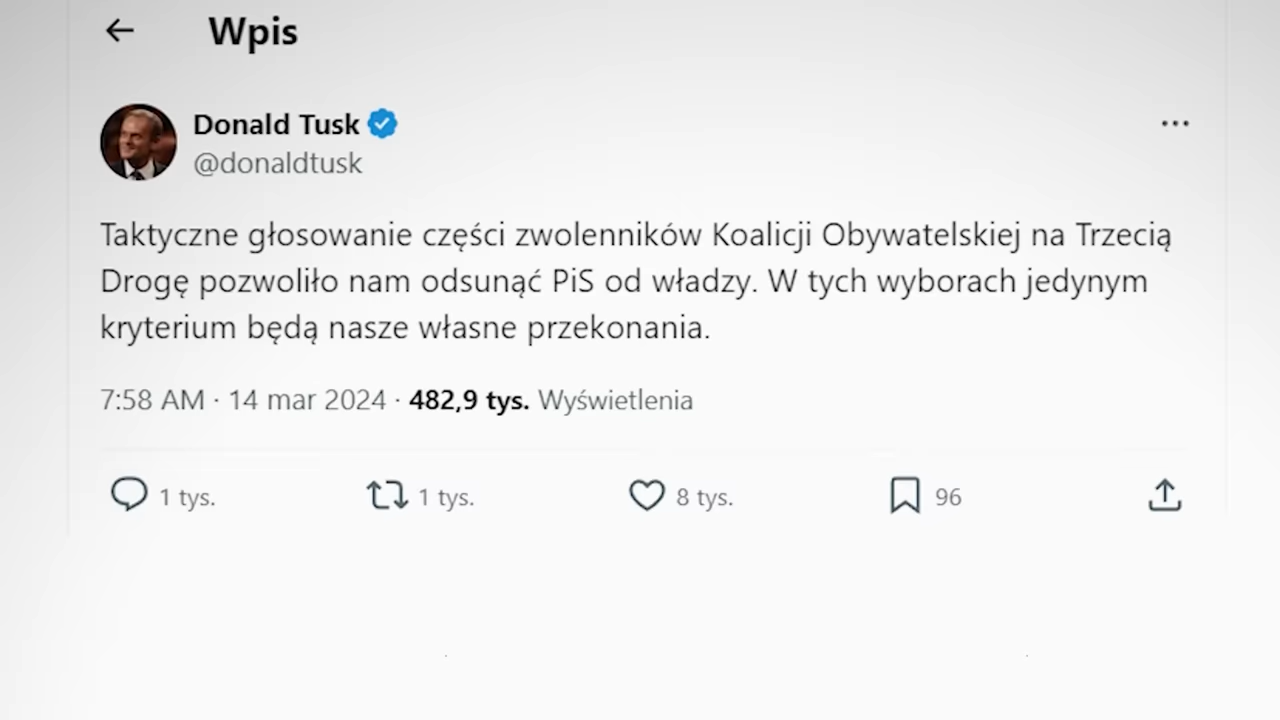 Wpis
Donald Tusk
@donaldtusk
Taktyczne głosowanie części zwolenników Koalicji Obywatelskiej na Trzecią
Drogę pozwoliło nam odsunąć PiS od władzy. W tych wyborach jedynym
kryterium będą nasze własne przekonania.
7:58 AM · 14 mar 2024 · 482,9 tys. Wyświetlenia
1 tys. 1 tys. 8 tys. 96